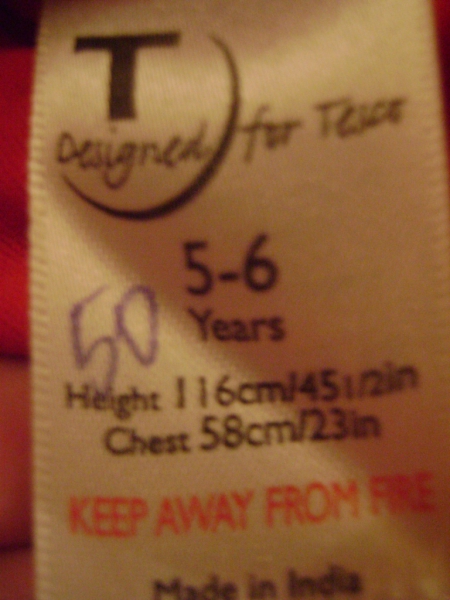 T
Designed for Tesco
5-6
50
Years
Height 116cm/45 1/2in
Chest 58cm/23in
KEEP AWAY FROM FIRE
Made in India